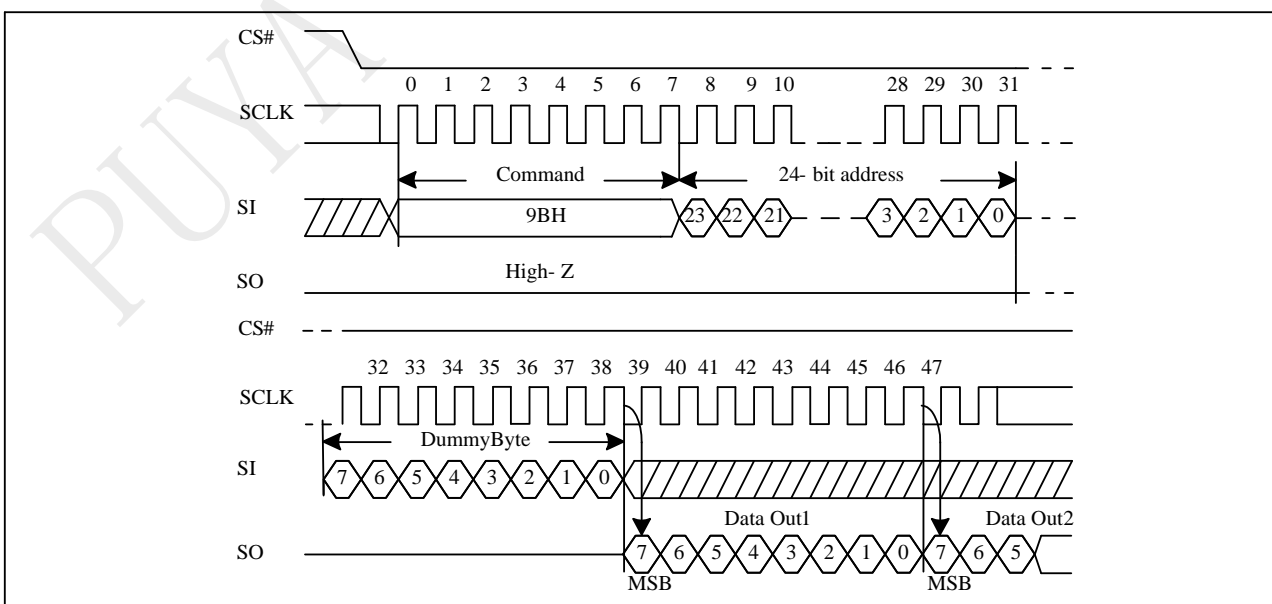 PUYA
CS#
0 1 2 3 4 5 6 7 8 9 10 28 29 30 31
SCLK
Command 24- bit address
SI 9BH 23 22 21 3 2 1 0
High- Z
SO
CS#
32 33 34 35 36 37 38 39 40 41 42 43 44 45 46 47
SCLK
DummyByte
SI 7 6 5 4 3 2 1 0
Data Out1 Data Out2
SO 7 6 5 4 3 2 1 0 7 6 5
MSB MSB